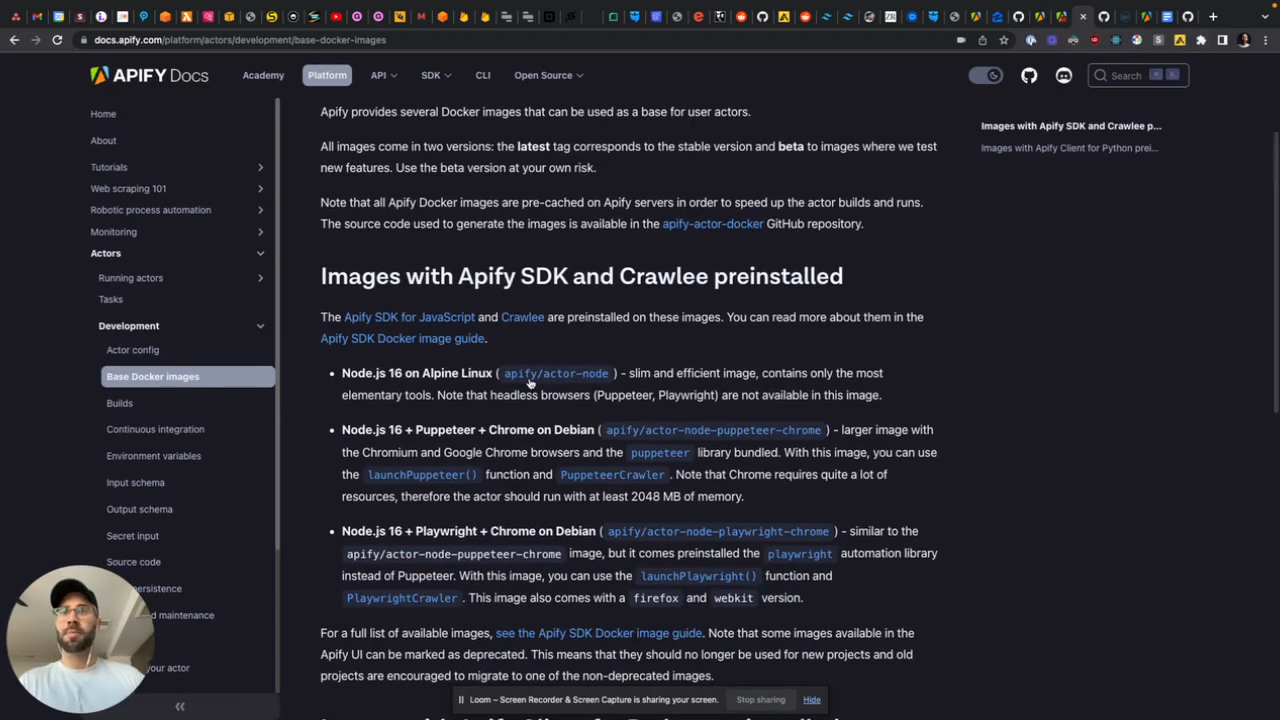 docs.apify.com/platform/actors/development/base-docker-images
APIFY Docs
Academy
Platform
API
SDK
CLI
Open Source
Search
Home
About
Tutorials
Web scraping 101
Robotic process automation
Monitoring
Actors
Running actors
Tasks
Development
Actor config
Base Docker images
Builds
Continuous integration
Environment variables
Input schema
Output schema
Secret input
Source code
ersistence
d maintenance
your actor
Apify provides several Docker images that can be used as a base for user actors.
All images come in two versions: the latest tag corresponds to the stable version and beta to images where we test
new features. Use the beta version at your own risk.
Note that all Apify Docker images are pre-cached on Apify servers in order to speed up the actor builds and runs.
The source code used to generate the images is available in the apify-actor-docker GitHub repository.
Images with Apify SDK and Crawlee preinstalled
The Apify SDK for JavaScript and Crawlee are preinstalled on these images. You can read more about them in the
Apify SDK Docker image guide.
• Node.js 16 on Alpine Linux ( apify/actor-node ) - slim and efficient image, contains only the most
elementary tools. Note that headless browsers (Puppeteer, Playwright) are not available in this image.
• Node.js 16 + Puppeteer + Chrome on Debian ( apify/actor-node-puppeteer-chrome ) - larger image with
the Chromium and Google Chrome browsers and the puppeteer library bundled. With this image, you can use
the launchPuppeteer() function and PuppeteerCrawler . Note that Chrome requires quite a lot of
resources, therefore the actor should run with at least 2048 MB of memory.
• Node.js 16 + Playwright + Chrome on Debian ( apify/actor-node-playwright-chrome ) - similar to the
apify/actor-node-puppeteer-chrome image, but it comes preinstalled the playwright automation library
instead of Puppeteer. With this image, you can use the launchPlaywright() function and
PlaywrightCrawler . This image also comes with a firefox and webkit version.
For a full list of available images, see the Apify SDK Docker image guide. Note that some images available in the
Apify UI can be marked as deprecated. This means that they should no longer be used for new projects and old
projects are encouraged to migrate to one of the non-deprecated images.
Images with Apify SDK and Crawlee p...
Images with Apify Client for Python prei...
Loom – Screen Recorder & Screen Capture is sharing your screen.
Stop sharing
Hide